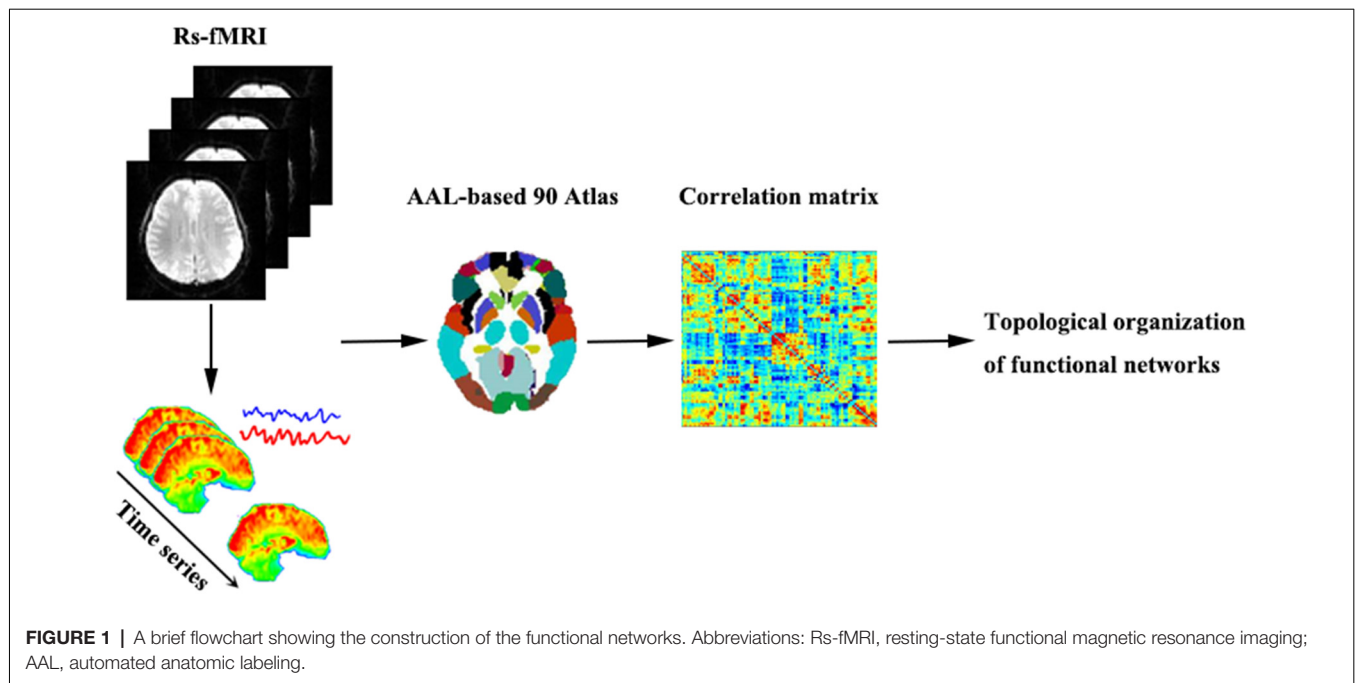 Rs-fMRI
AAL-based 90 Atlas
Correlation matrix
Topological organization
of functional networks
Time series
FIGURE 1 | A brief flowchart showing the construction of the functional networks. Abbreviations: Rs-fMRI, resting-state functional magnetic resonance imaging;
AAL, automated anatomic labeling.